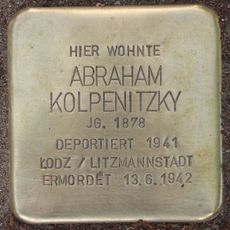 HIER WOHNTE
ABRAHAM
KOLPENITZKY
JG. 1878
DEPORTIERT 1941
ŁODZ / LITZMANNSTADT
ERMORDET 13.6.1942